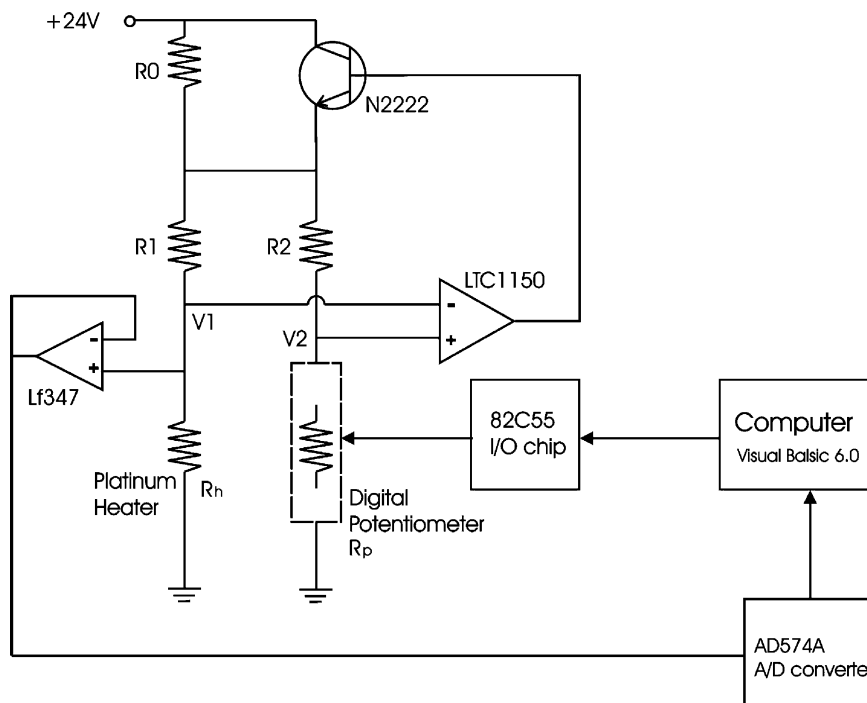 +24V
R0
N2222
R1
R2
LTC1150
-
+
V1
V2
-
+
Lf347
82C55
I/O chip
Computer
Visual Balsic 6.0
Platinum
Heater
Rh
Digital
Potentiometer
Rp
AD574A
A/D converte